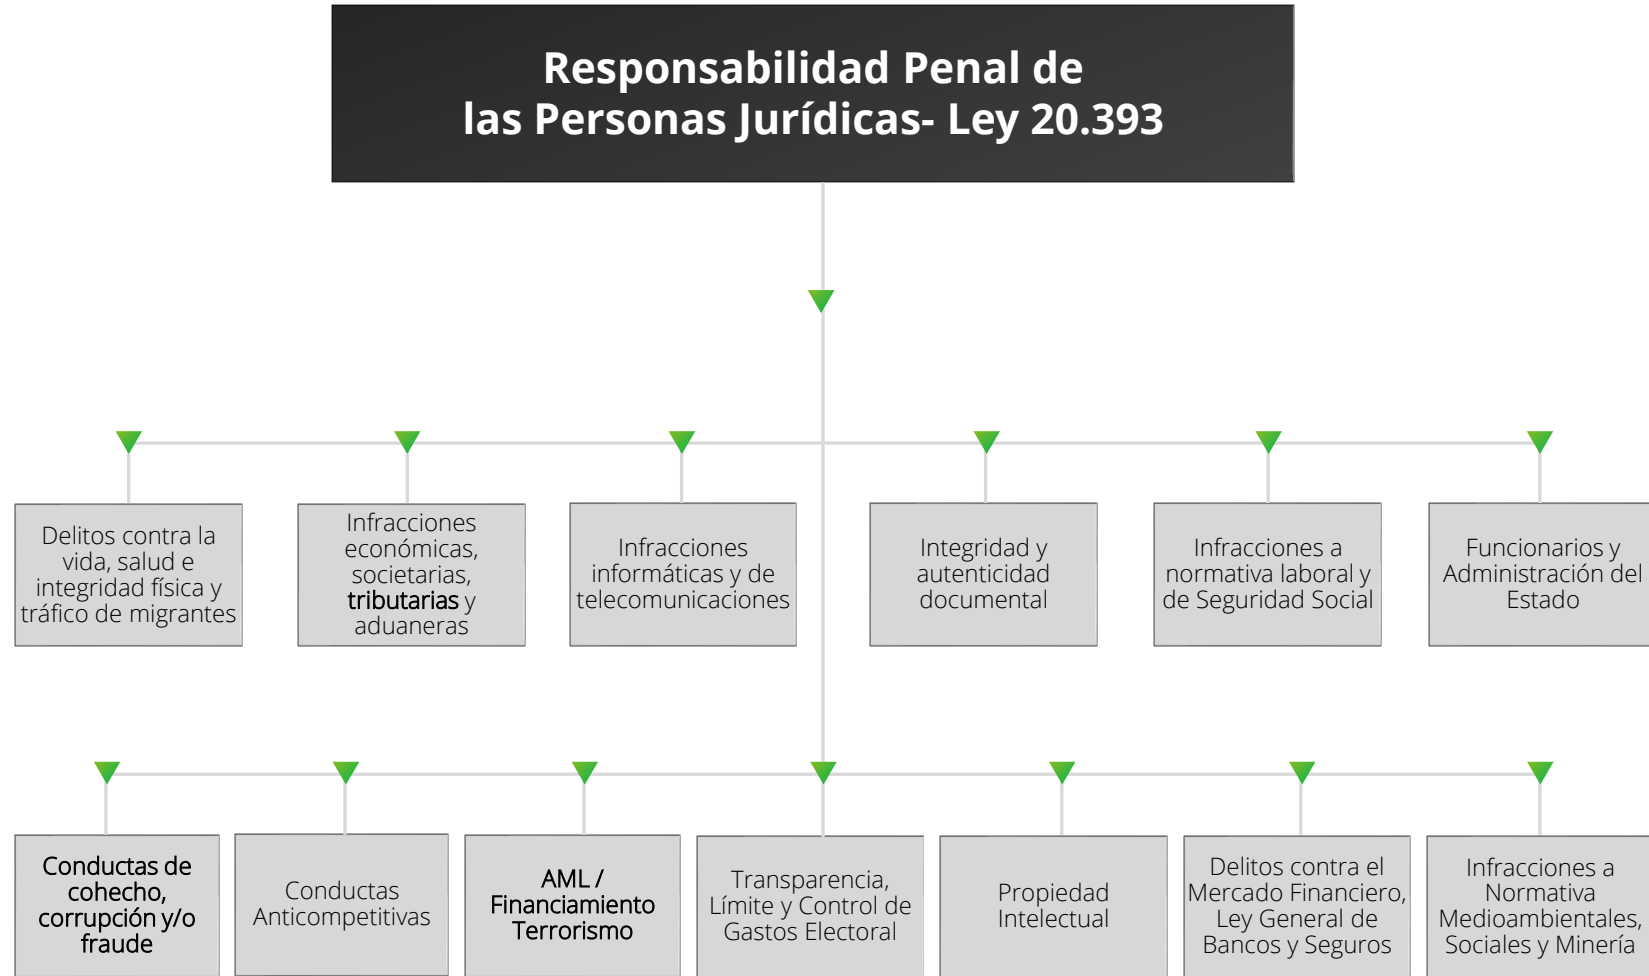 Responsabilidad Penal de
las Personas Jurídicas- Ley 20.393
Delitos contra la
vida, salud e
integridad física y
tráfico de migrantes
Infracciones
económicas,
societarias,
tributarias y
aduaneras
Infracciones
informáticas y de
telecomunicaciones
Integridad y
autenticidad
documental
Infracciones a
normativa laboral y
de Seguridad Social
Funcionarios y
Administración del
Estado
Conductas de
cohecho,
corrupción y/o
fraude
Conductas
Anticompetitivas
AML /
Financiamiento
Terrorismo
Transparencia,
Límite y Control de
Gastos Electoral
Propiedad
Intelectual
Delitos contra el
Mercado Financiero,
Ley General de
Bancos y Seguros
Infracciones a
Normativa
Medioambientales,
Sociales y Minería